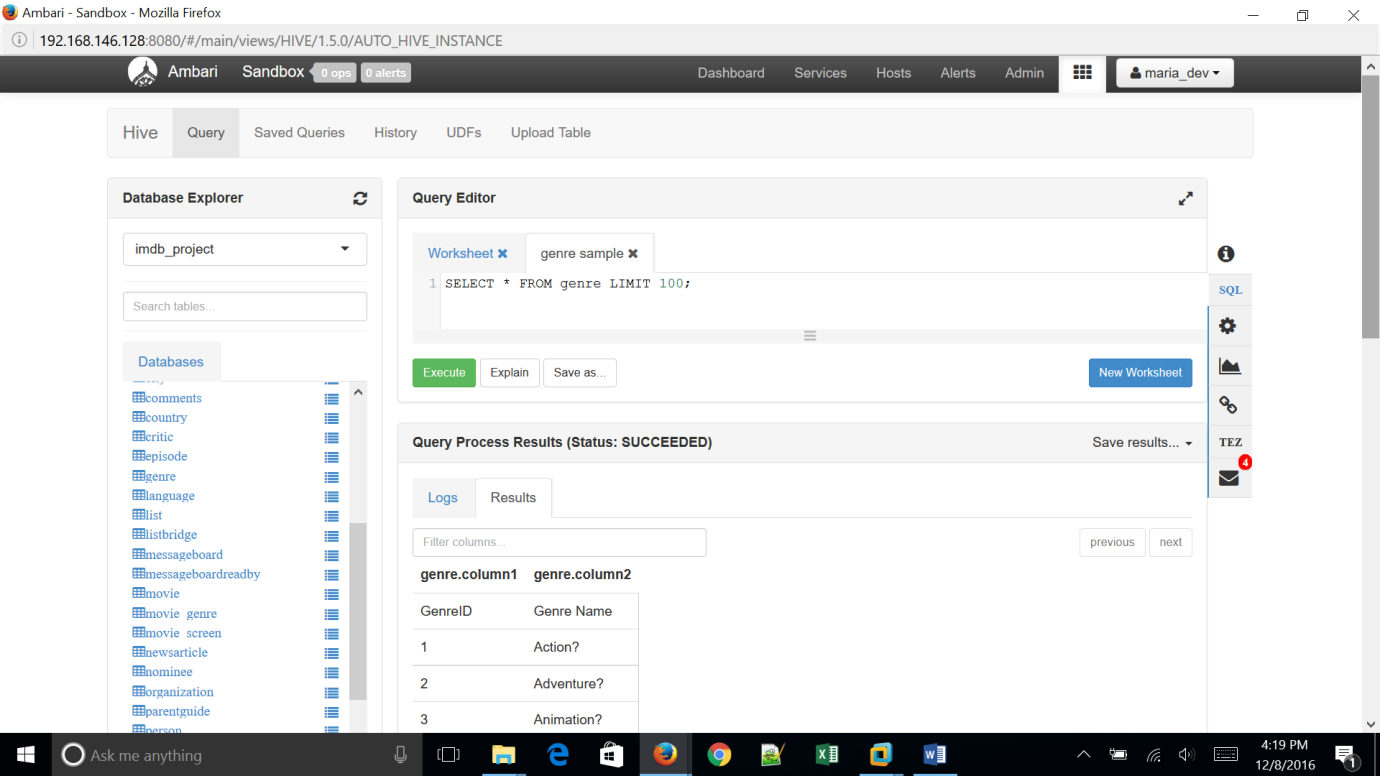 Ambari - Sandbox - Mozilla Firefox
192.168.146.128:8080/#/main/views/HIVE/1.5.0/AUTO_HIVE_INSTANCE
Ambari Sandbox 0 ops 0 alerts Dashboard Services Hosts Alerts Admin maria_dev
Hive Query Saved Queries History UDFs Upload Table
Database Explorer
imdb_project
Search tables...
Databases
comments
country
critic
episode
genre
language
list
listbridge
messageboard
messageboardreadby
movie
movie_genre
movie_screen
newsarticle
nominee
organization
parentguide
person
Query Editor
Worksheet genre sample
1 SELECT * FROM genre LIMIT 100;
Execute Explain Save as... New Worksheet
SQL
TEZ
4
Query Process Results (Status: SUCCEEDED) Save results...
Logs Results
Filter columns... previous next
genre.column1 genre.column2
GenreID Genre Name
1 Action?
2 Adventure?
3 Animation?
Ask me anything
4:19 PM
12/8/2016
1